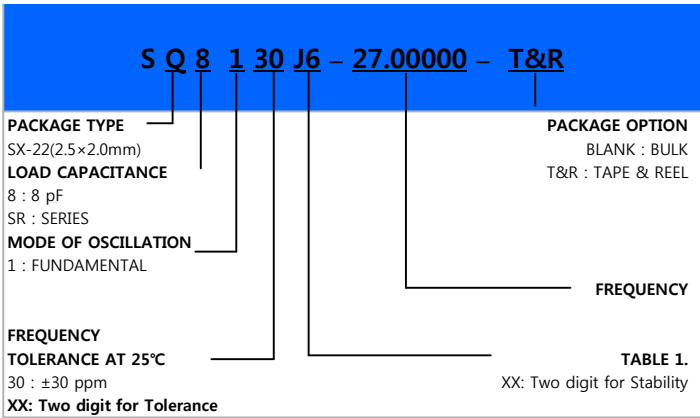 S Q 8 1 30 J6 – 27.00000 – T&R
PACKAGE TYPE
SX-22(2.5×2.0mm)
LOAD CAPACITANCE
8 : 8 pF
SR : SERIES
MODE OF OSCILLATION
1 : FUNDAMENTAL
FREQUENCY
TOLERANCE AT 25℃
30 : ±30 ppm
XX: Two digit for Tolerance
PACKAGE OPTION
BLANK : BULK
T&R : TAPE & REEL
FREQUENCY
TABLE 1.
XX: Two digit for Stability